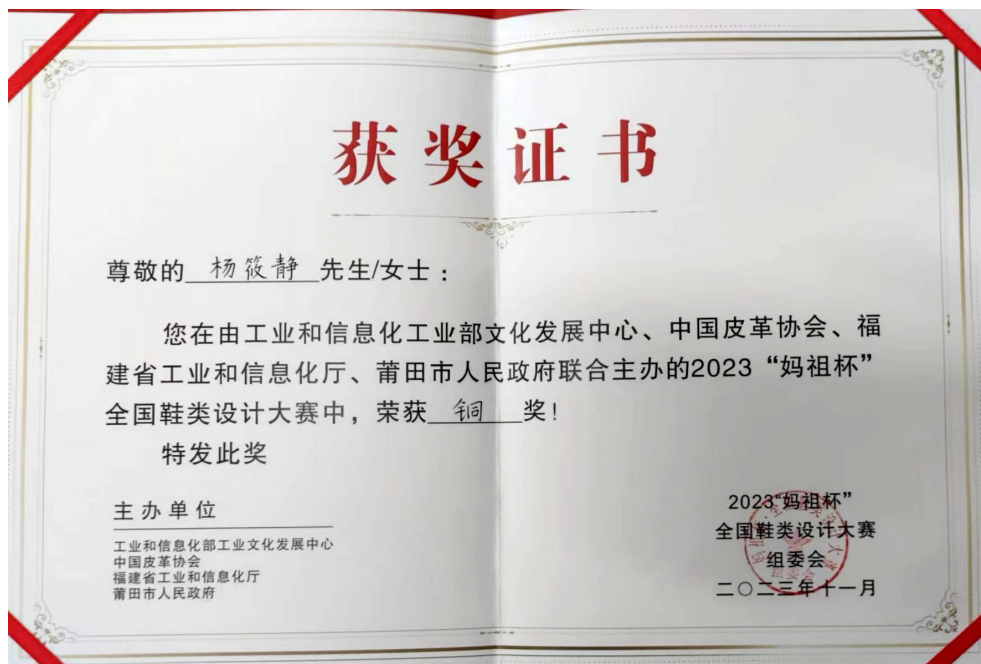 获奖证书
尊敬的 杨筱静 先生/女士：
您在由工业和信息化工业部文化发展中心、中国皮革协会、福
建省工业和信息化厅、莆田市人民政府联合主办的2023“妈祖杯”
全国鞋类设计大赛中，荣获 铜 奖！
特发此奖
主办单位
工业和信息化部工业文化发展中心
中国皮革协会
福建省工业和信息化厅
莆田市人民政府
2023“妈祖杯”
全国鞋类设计大赛
组委会
二〇二三年十一月